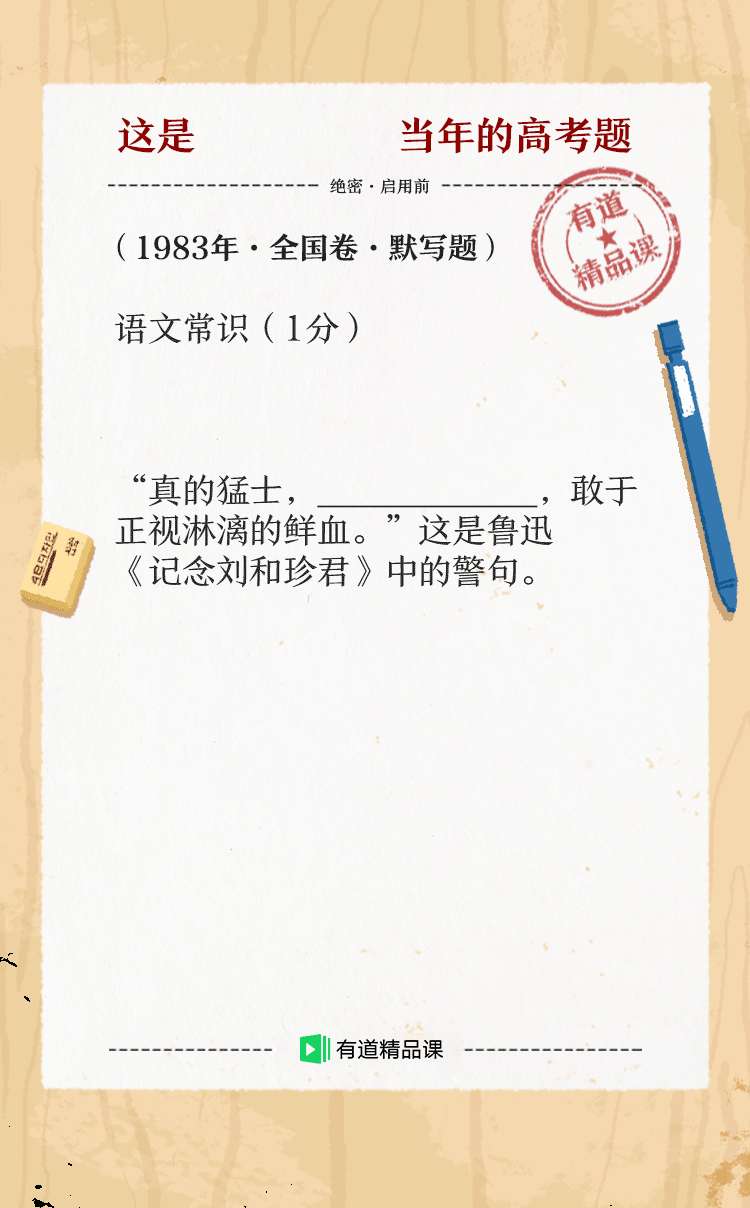 这是 当年的高考题
绝密·启用前
有道
精品课
（1983年·全国卷·默写题）
语文常识（1分）
“真的猛士，_____________，敢于
正视淋漓的鲜血。”这是鲁迅
《记念刘和珍君》中的警句。
有道精品课